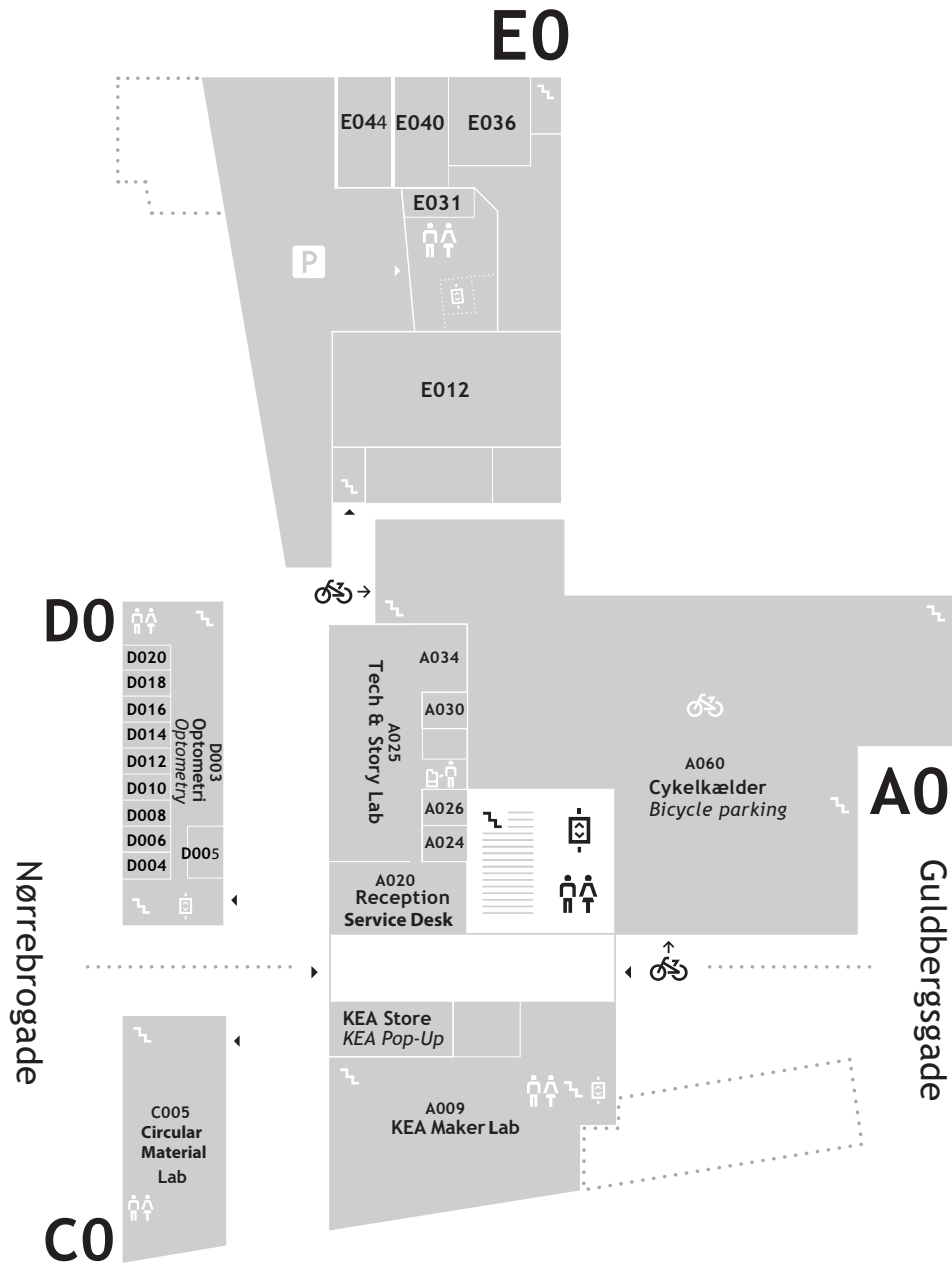 E0
E044
E040
E036
E031
P
E012
D0
D020
D018
D016
D014
D012
D010
D008
D006
D004
D003
Optometri
Optometry
D005
A034
A030
A025
Tech & Story Lab
A026
A024
A020
Reception
Service Desk
A060
Cykelkælder
Bicycle parking
A0
Nørrebrogade
Guldbergsgade
KEA Store
KEA Pop-Up
A009
KEA Maker Lab
C005
Circular
Material
Lab
C0